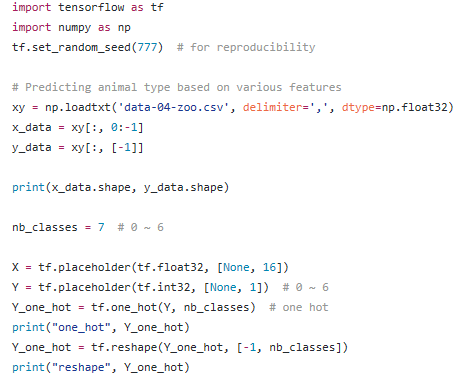 import tensorflow as tf
import numpy as np
tf.set_random_seed(777)  # for reproducibility
# Predicting animal type based on various features
xy = np.loadtxt('data-04-zoo.csv', delimiter=',', dtype=np.float32)
x_data = xy[:, 0:-1]
y_data = xy[:, [-1]]
print(x_data.shape, y_data.shape)
nb_classes = 7  # 0 ~ 6
X = tf.placeholder(tf.float32, [None, 16])
Y = tf.placeholder(tf.int32, [None, 1])  # 0 ~ 6
Y_one_hot = tf.one_hot(Y, nb_classes)  # one hot
print("one_hot", Y_one_hot)
Y_one_hot = tf.reshape(Y_one_hot, [-1, nb_classes])
print("reshape", Y_one_hot)